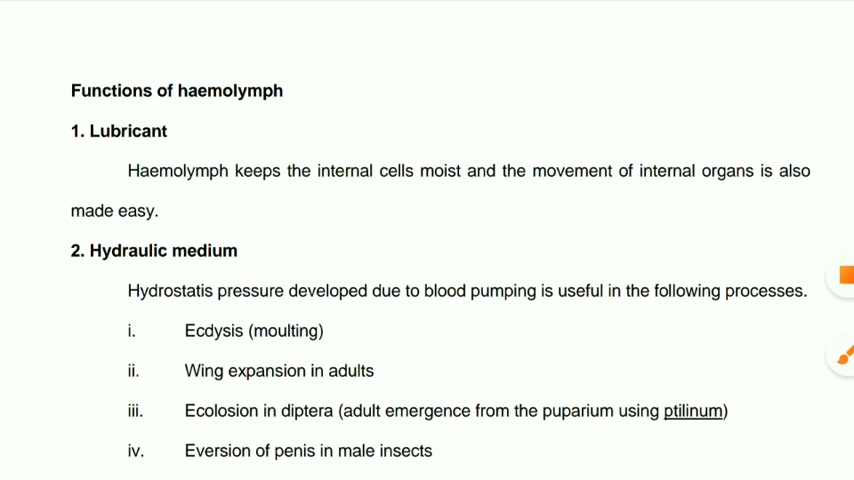 Functions of haemolymph
1. Lubricant
Haemolymph keeps the internal cells moist and the movement of internal organs is also
made easy.
2. Hydraulic medium
Hydrostatis pressure developed due to blood pumping is useful in the following processes.
i. Ecdysis (moulting)
ii. Wing expansion in adults
iii. Ecolosion in diptera (adult emergence from the puparium using ptilinum)
iv. Eversion of penis in male insects